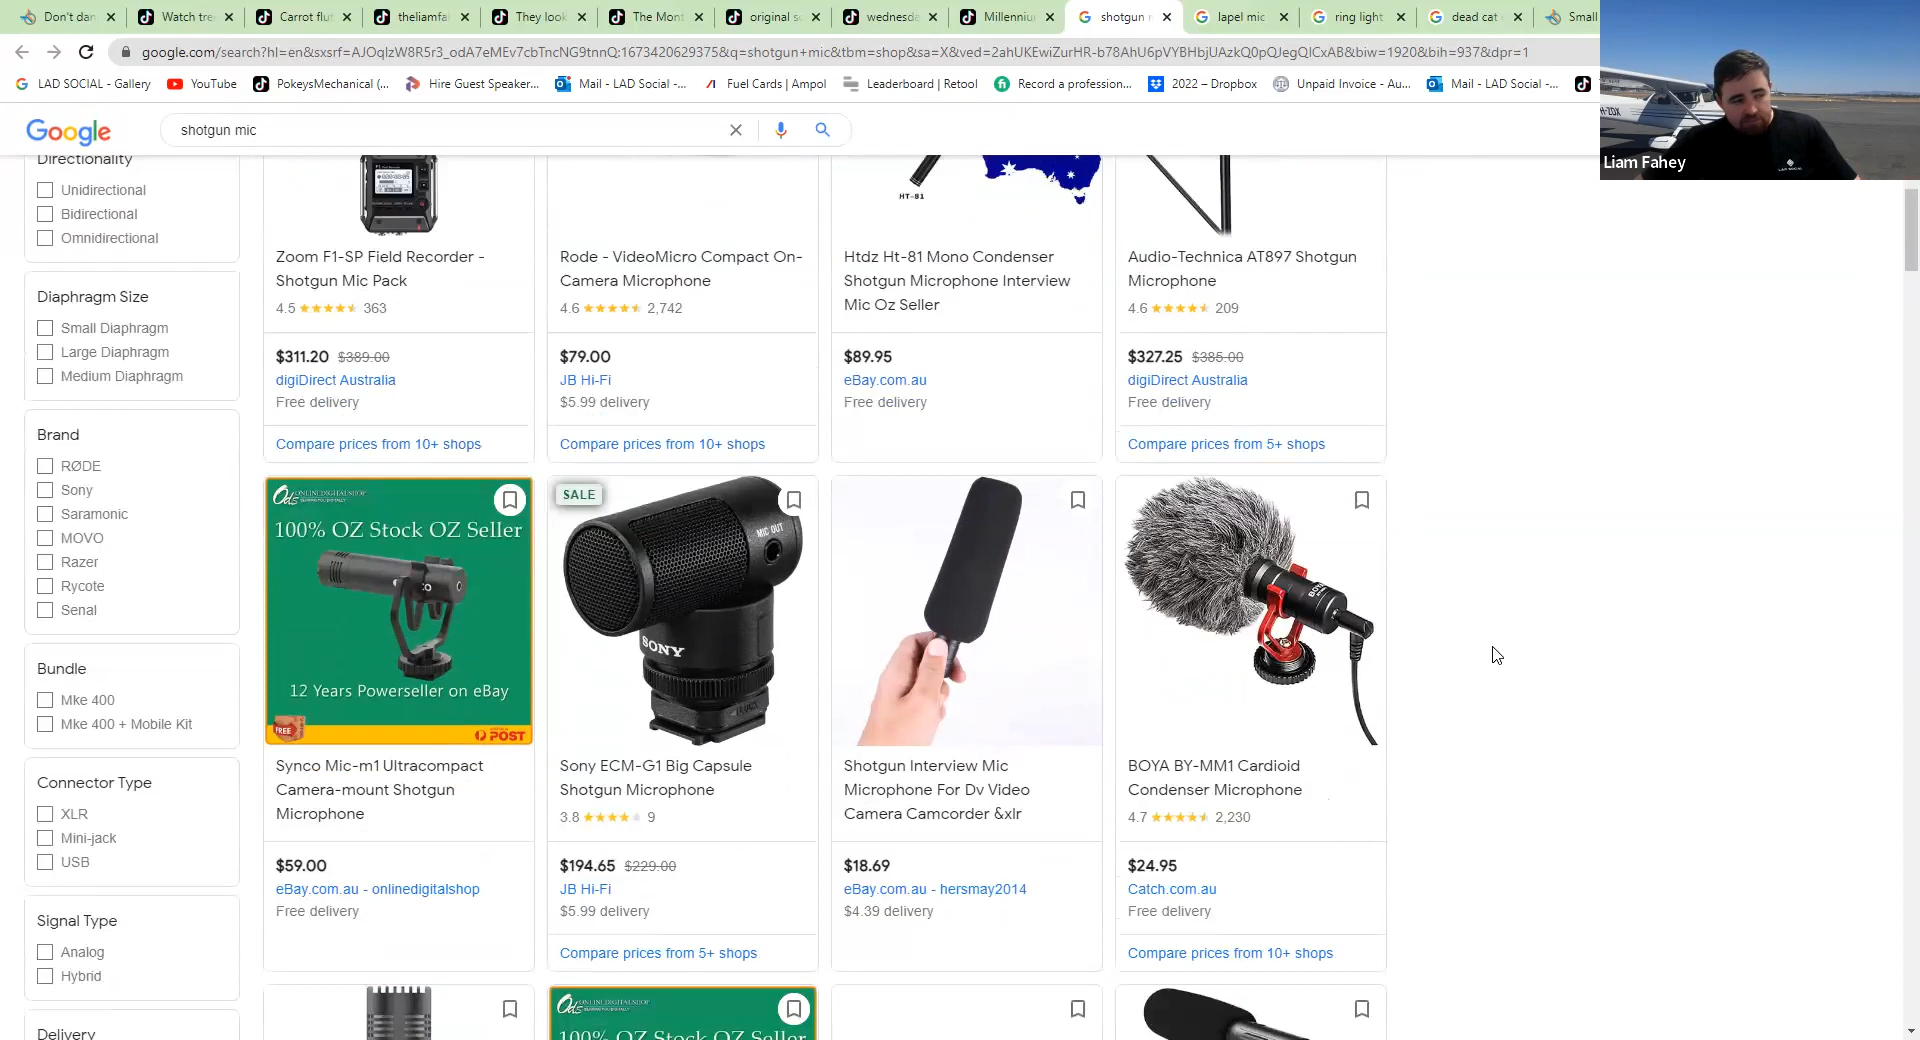 Don't dan
Watch tre
Carrot flut
theliamfa
They look
The Mont
original so
wednesda
Millenniu
shotgun m
lapel mic
ring light
dead cat
Small
google.com/search?hl=en&sxsrf=AJOqlzW8R5r3_odA7eMEv7cbTncNG9tnnQ:1673420629375&q=shotgun+mic&tbm=shop&sa=X&ved=2ahUKEwiZurHR-b78AhU6pVYBHbjUAzkQ0pQJegQICxAB&biw=1920&bih=937&dpr=1
LAD SOCIAL - Gallery
YouTube
PokeysMechanical (...
Hire Guest Speaker...
Mail - LAD Social -...
Fuel Cards | Ampol
Leaderboard | Retool
Record a profession...
2022 – Dropbox
Unpaid Invoice - Au...
Mail - LAD Social -...
Liam Fahey
Google
shotgun mic
Directionality
Unidirectional
Bidirectional
Omnidirectional
Diaphragm Size
Small Diaphragm
Large Diaphragm
Medium Diaphragm
Brand
RØDE
Sony
Saramonic
MOVO
Razer
Rycote
Senal
Bundle
Mke 400
Mke 400 + Mobile Kit
Connector Type
XLR
Mini-jack
USB
Signal Type
Analog
Hybrid
Delivery
Zoom F1-SP Field Recorder -
Shotgun Mic Pack
4.5 363
$311.20 $389.00
digiDirect Australia
Free delivery
Compare prices from 10+ shops
Rode - VideoMicro Compact On-
Camera Microphone
4.6 2,742
$79.00
JB Hi-Fi
$5.99 delivery
Compare prices from 10+ shops
HT-81
Htdz Ht-81 Mono Condenser
Shotgun Microphone Interview
Mic Oz Seller
$89.95
eBay.com.au
Free delivery
Audio-Technica AT897 Shotgun
Microphone
4.6 209
$327.25 $385.00
digiDirect Australia
Free delivery
Compare prices from 5+ shops
Ods ONLINEDIGITALSHOP
100% OZ Stock OZ Seller
12 Years Powerseller on eBay
FREE
POST
Synco Mic-m1 Ultracompact
Camera-mount Shotgun
Microphone
$59.00
eBay.com.au - onlinedigitalshop
Free delivery
SALE
MIC OUT
SONY
Sony ECM-G1 Big Capsule
Shotgun Microphone
3.8 9
$194.65 $229.00
JB Hi-Fi
$5.99 delivery
Compare prices from 5+ shops
Shotgun Interview Mic
Microphone For Dv Video
Camera Camcorder &xlr
$18.69
eBay.com.au - hersmay2014
$4.39 delivery
BOYA
BOYA BY-MM1 Cardioid
Condenser Microphone
4.7 2,230
$24.95
Catch.com.au
Free delivery
Compare prices from 10+ shops
Ods ONLINEDIGITALSHOP
100% OZ Stock OZ Seller